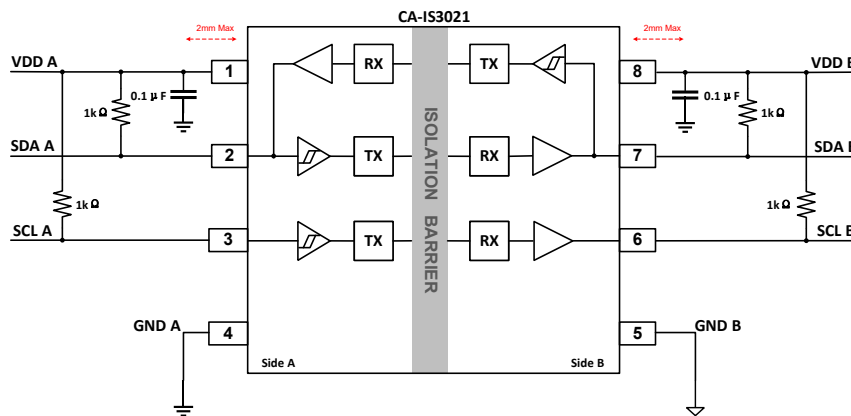 CA-IS3021
2mm Max
2mm Max
VDD A
1
RX
TX
8
VDD B
0.1 μF
0.1 μF
1kΩ
1kΩ
ISOLATION BARRIER
SDA A
2
TX
RX
7
SDA
1kΩ
1kΩ
SCL A
3
TX
RX
6
SCL B
GND A
4
5
GND B
Side A
Side B